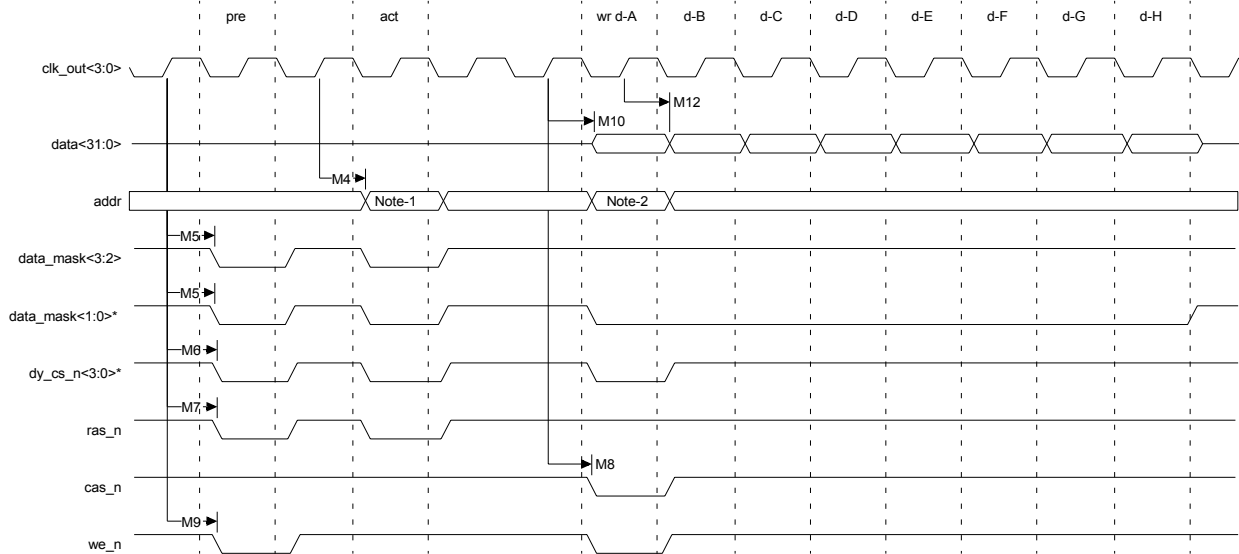 pre act wr d-A d-B d-C d-D d-E d-F d-G d-H
clk_out<3:0>
M12
M10
data<31:0>
M4
addr Note-1 Note-2
M5
data_mask<3:2>
M5
data_mask<1:0>*
M6
dy_cs_n<3:0>*
M7
ras_n
M8
cas_n
M9
we_n